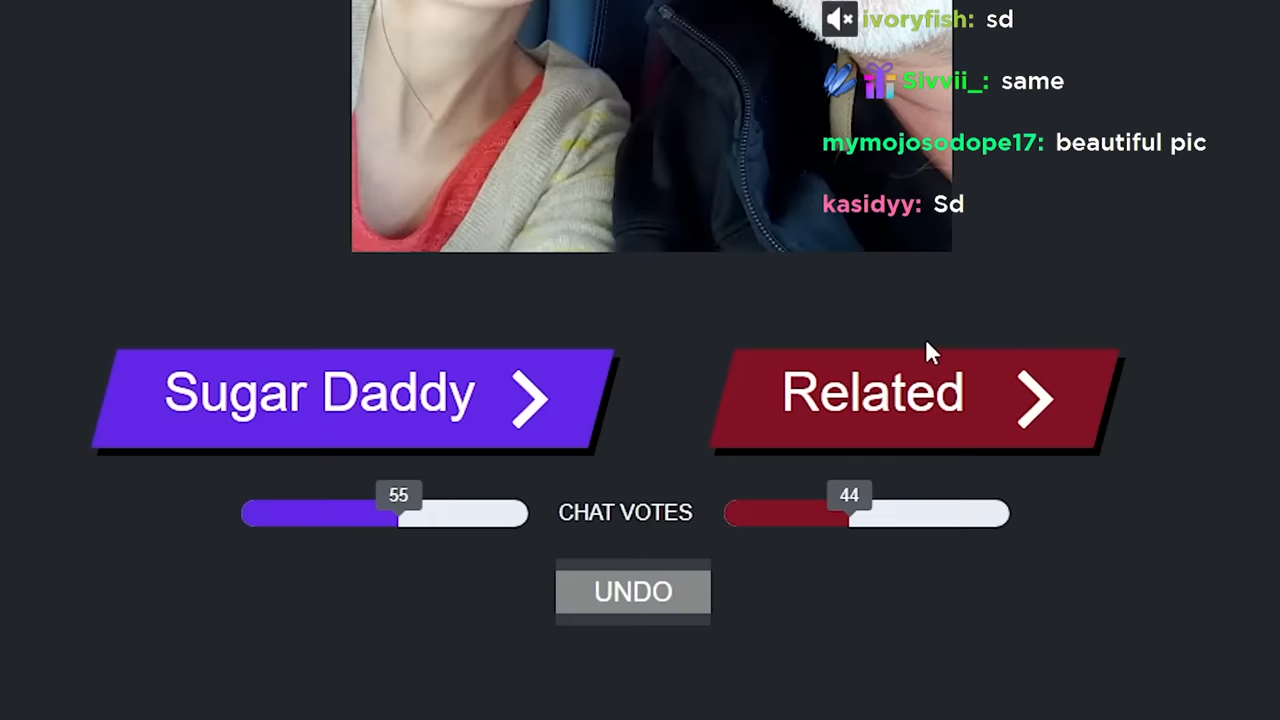 ivoryfish: sd
Sivvii_: same
mymojosodope17: beautiful pic
kasidyy: Sd
Sugar Daddy
Related
55
CHAT VOTES
44
UNDO